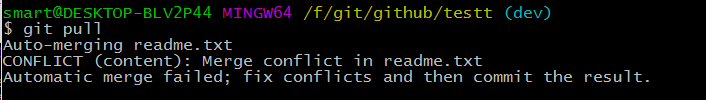 smart@DESKTOP-BLV2P44 MINGW64 /f/git/github/testt (dev)
$ git pull
Auto-merging readme.txt
CONFLICT (content): Merge conflict in readme.txt
Automatic merge failed; fix conflicts and then commit the result.